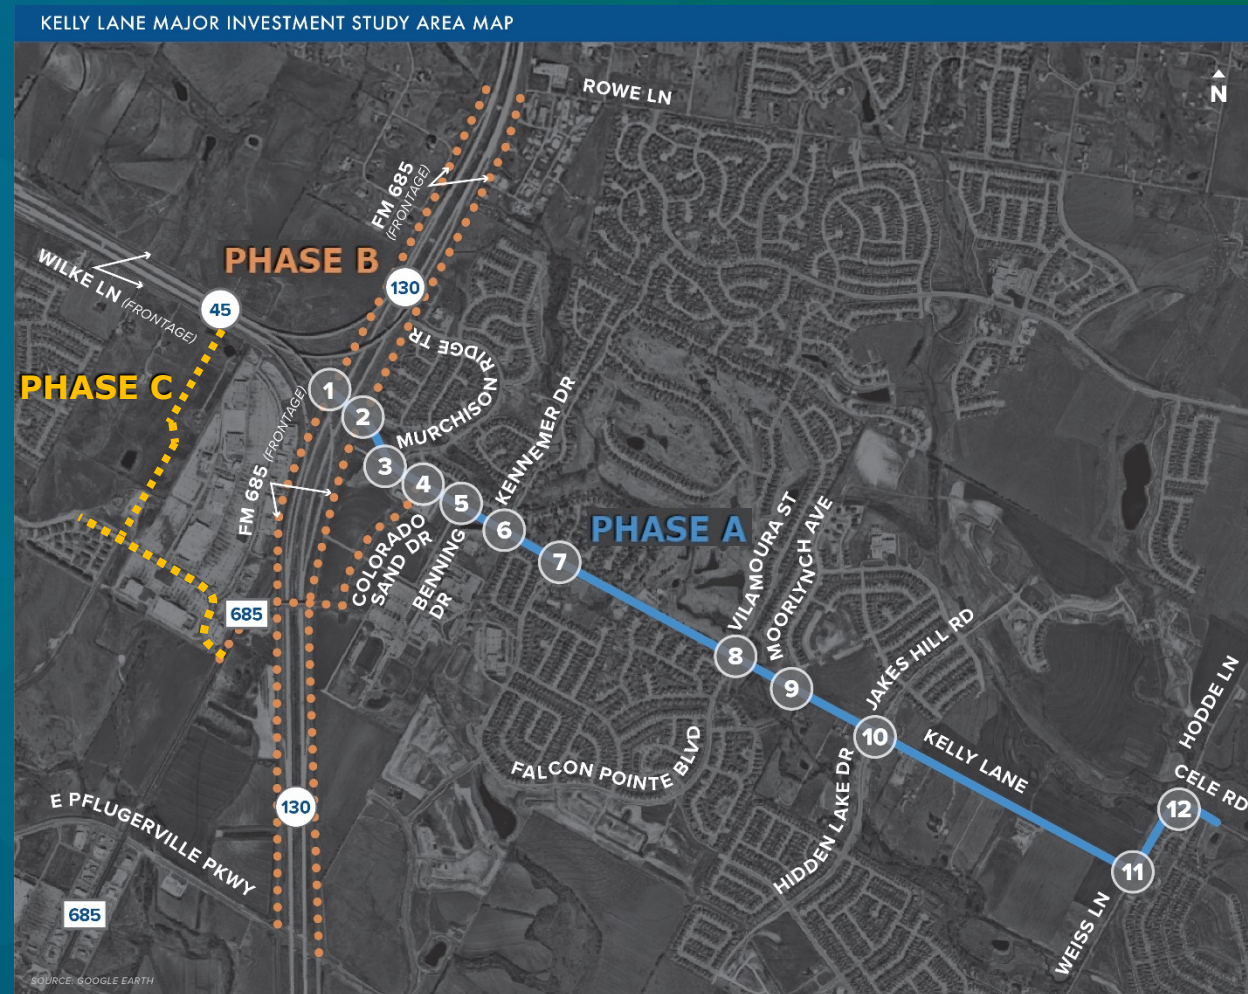 KELLY LANE MAJOR INVESTMENT STUDY AREA MAP
N
ROWE LN
FM 685
(FRONTAGE)
PHASE B
WILKE LN (FRONTAGE)
130
45
RIDGE TR
MURCHISON
PHASE C
1
2
3
4
5
6
7
KENNEMER DR
FM 685 (FRONTAGE)
PHASE A
COLORADO
SAND DR
BENNING
DR
VILAMOURA ST
MOORLYNCH AVE
685
8
9
10
JAKES HILL RD
KELLY LANE
HODDE LN
CELE RD
12
11
FALCON POINTE BLVD
HIDDEN LAKE DR
130
E PFLUGERVILLE PKWY
685
WEISS LN
SOURCE: GOOGLE EARTH